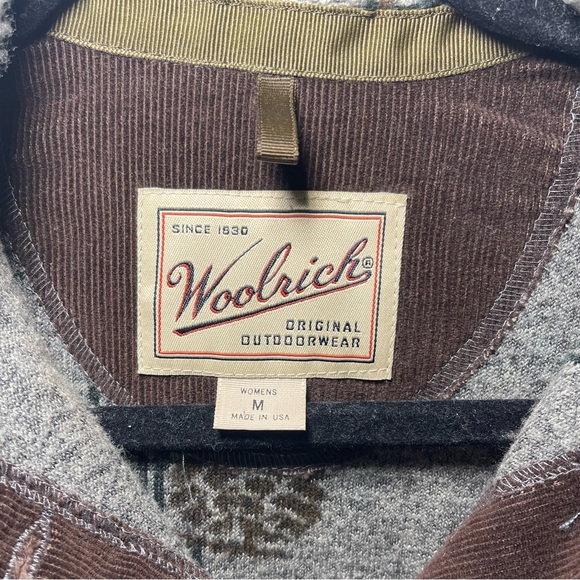 SINCE 1830
Woolrich®
ORIGINAL
OUTDOORWEAR
WOMENS
M
MADE IN USA